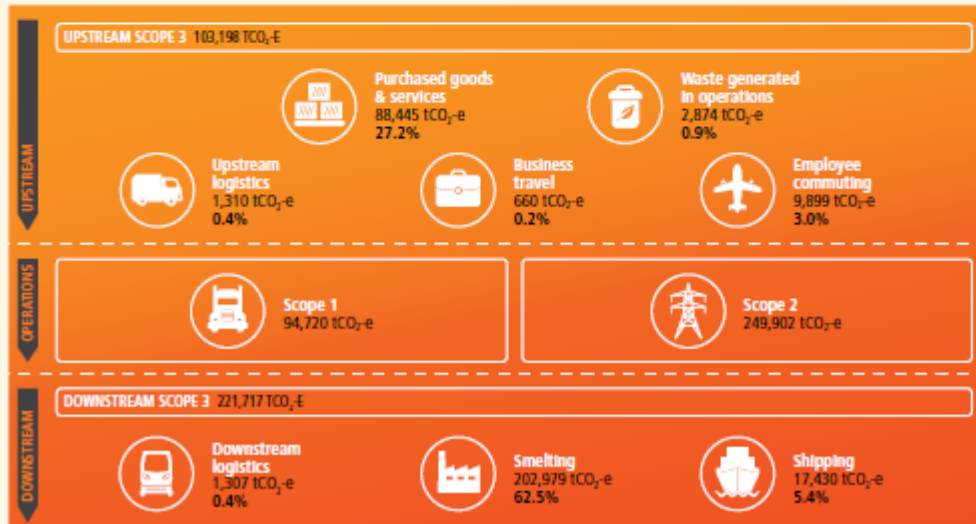 UPSTREAM
UPSTREAM SCOPE 3 103,198 TCO₂-E
Purchased goods
& services
88,445 tCO₂-e
27.2%
Waste generated
in operations
2,874 tCO₂-e
0.9%
Upstream
logistics
1,310 tCO₂-e
0.4%
Business
travel
660 tCO₂-e
0.2%
Employee
commuting
9,899 tCO₂-e
3.0%
OPERATIONS
Scope 1
94,720 tCO₂-e
Scope 2
249,902 tCO₂-e
DOWNSTREAM
DOWNSTREAM SCOPE 3 221,717 TCO₂-E
Downstream
logistics
1,307 tCO₂-e
0.4%
Smelting
202,979 tCO₂-e
62.5%
Shipping
17,430 tCO₂-e
5.4%